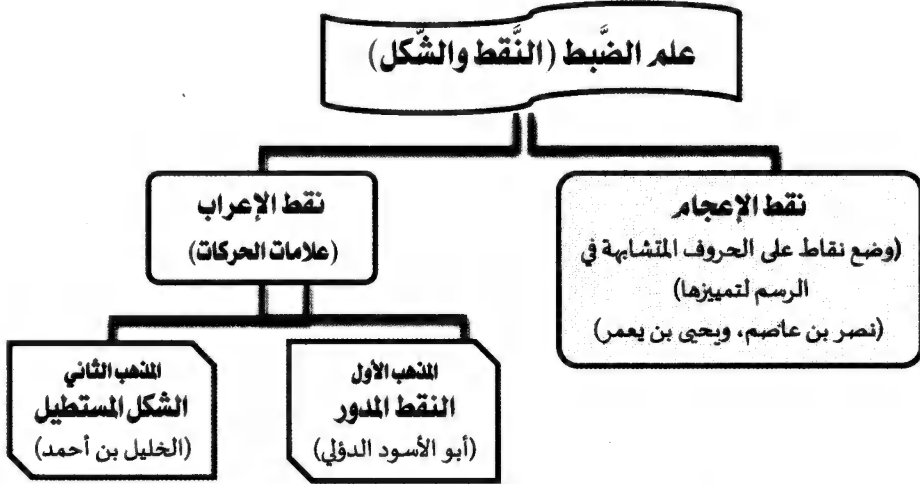 علم الضَّبط (النَّقط والشَّكل)
نقط الإعجام
(وضع نقاط على الحروف المتشابهة في
الرسم لتمييزها)
(نصر بن عاصم، ويحيى بن يعمر)
نقط الإعراب
(علامات الحركات)
المذهب الأول
النقط المدور
(أبو الأسود الدؤلي)
المذهب الثاني
الشكل المستطيل
(الخليل بن أحمد)